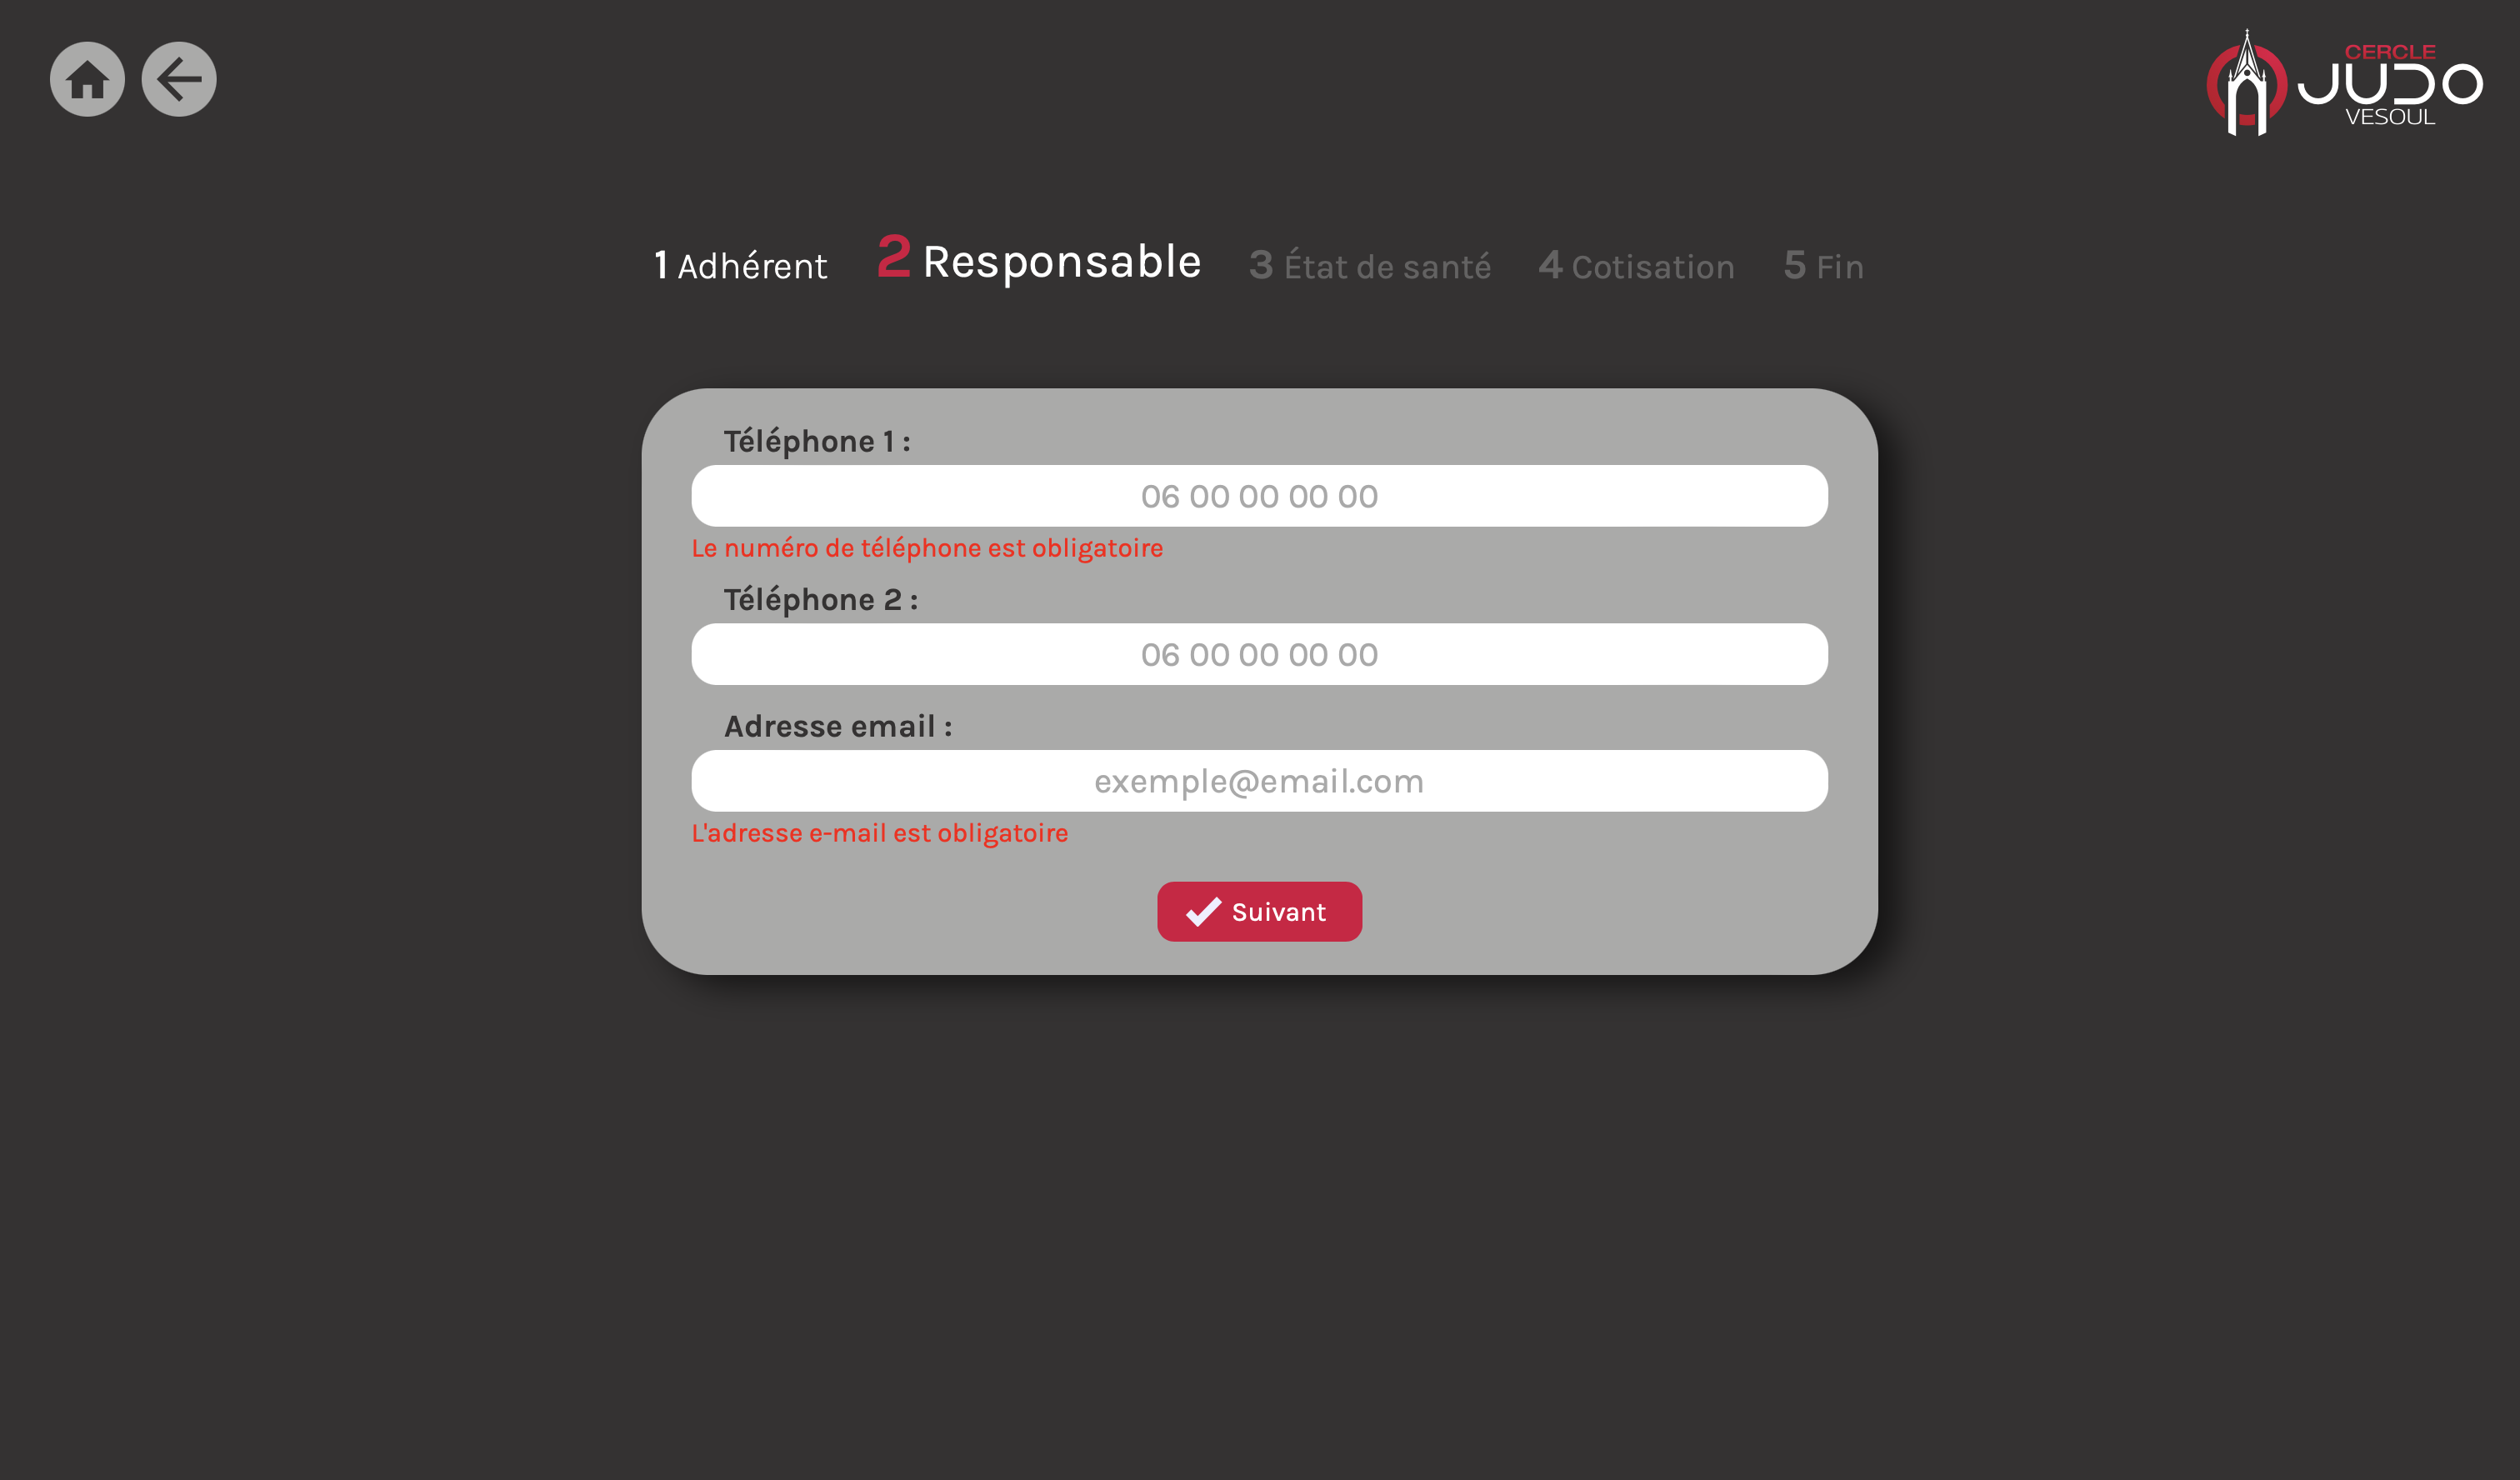 CERCLE
JUDO
VESOUL
1 Adhérent 2 Responsable 3 État de santé 4 Cotisation 5 Fin
Téléphone 1 :
06 00 00 00 00
Le numéro de téléphone est obligatoire
Téléphone 2 :
06 00 00 00 00
Adresse email :
exemple@email.com
L'adresse e-mail est obligatoire
Suivant